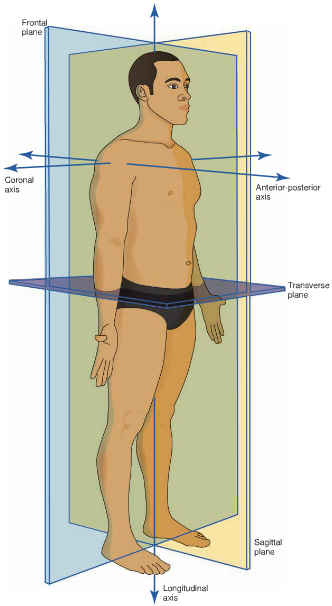 Frontal
plane
Coronal
axis
Anterior-posterior
axis
Transverse
plane
Sagittal
plane
Longitudinal
axis